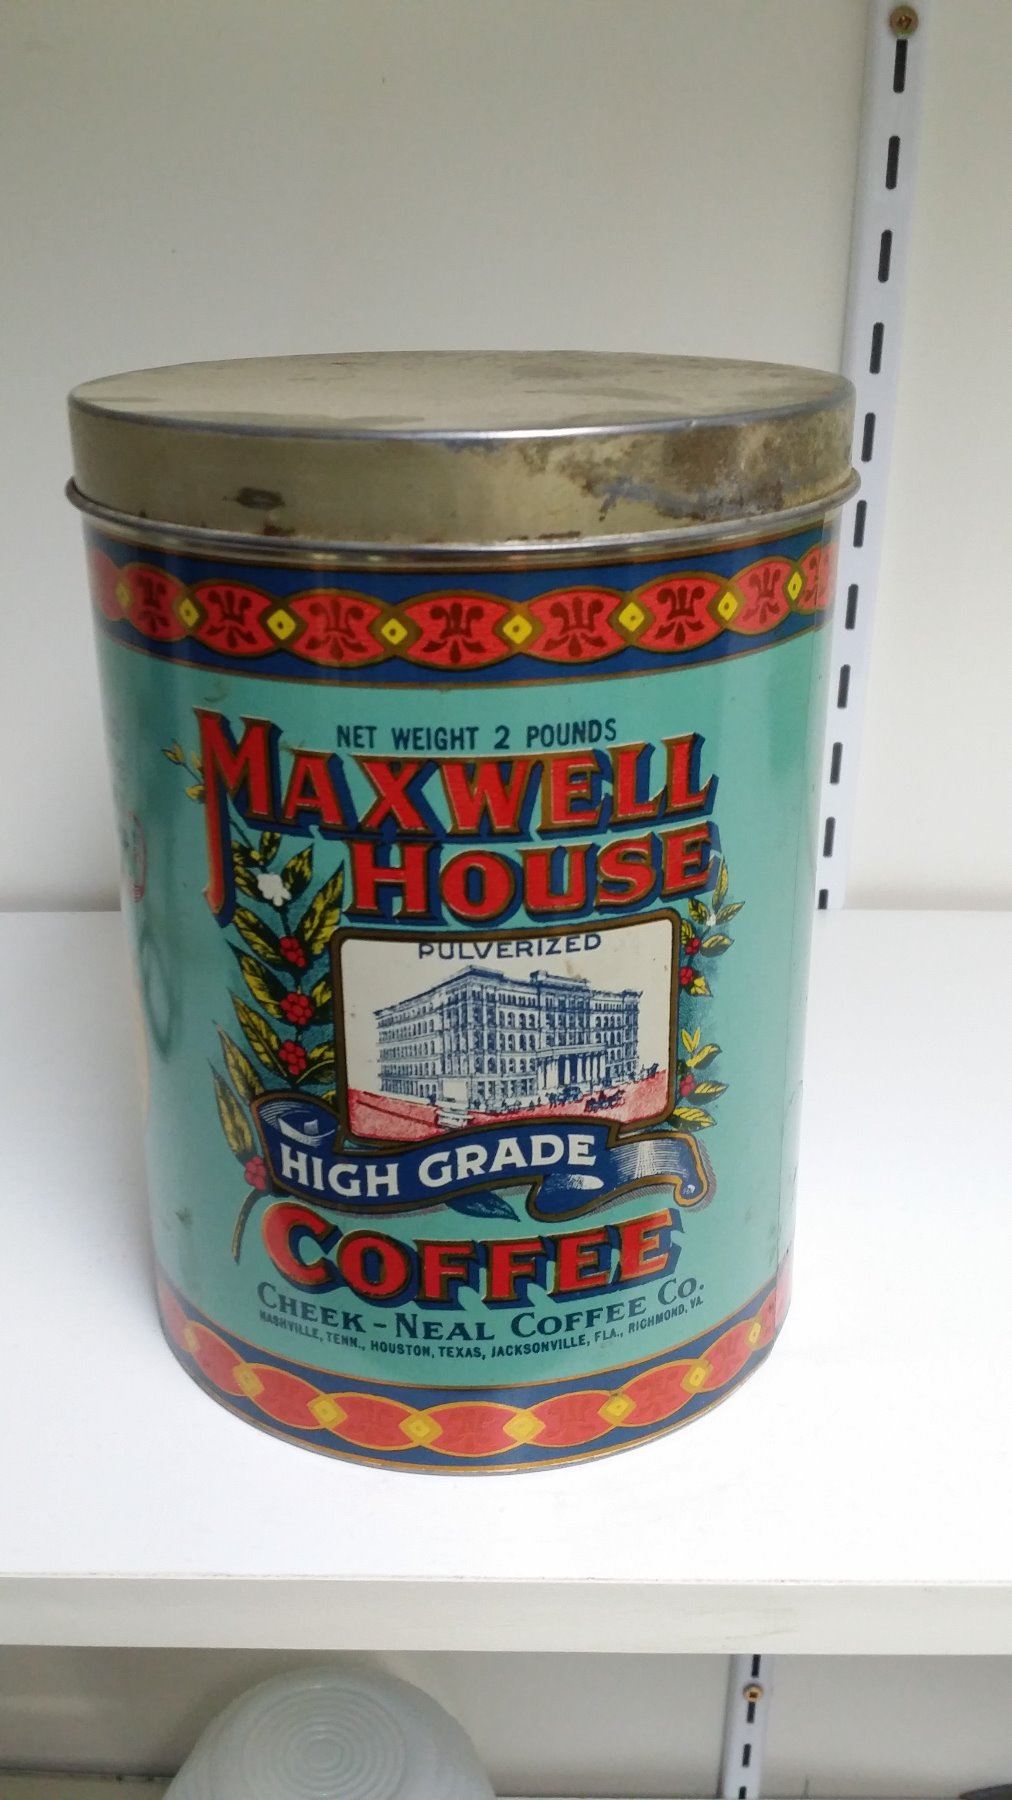 NET WEIGHT 2 POUNDS
MAXWELL
HOUSE
PULVERIZED
HIGH GRADE
COFFEE
CHEEK-NEAL COFFEE CO.
NASHVILLE, TENN., HOUSTON, TEXAS, JACKSONVILLE, FLA., RICHMOND, VA.